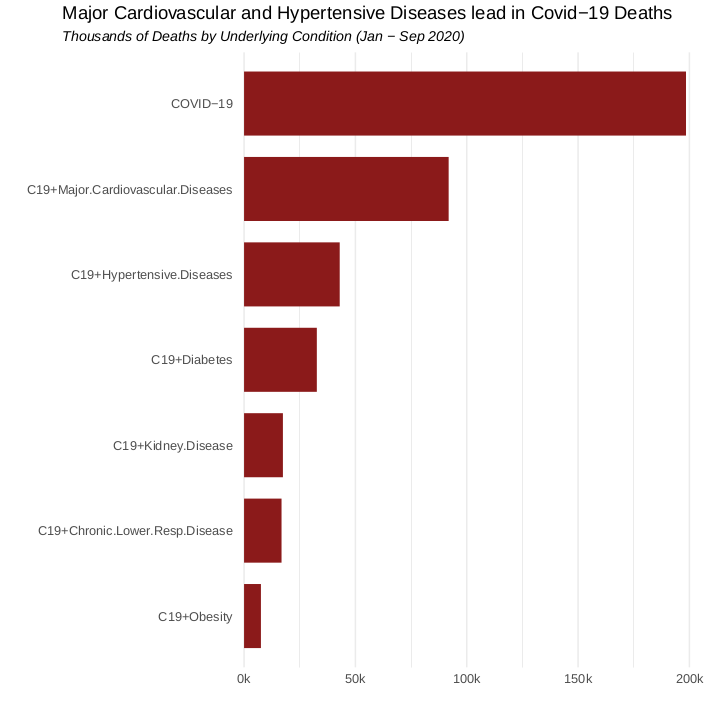 Major Cardiovascular and Hypertensive Diseases lead in Covid−19 Deaths
Thousands of Deaths by Underlying Condition (Jan − Sep 2020)
COVID−19
C19+Major.Cardiovascular.Diseases
C19+Hypertensive.Diseases
C19+Diabetes
C19+Kidney.Disease
C19+Chronic.Lower.Resp.Disease
C19+Obesity
0k 50k 100k 150k 200k